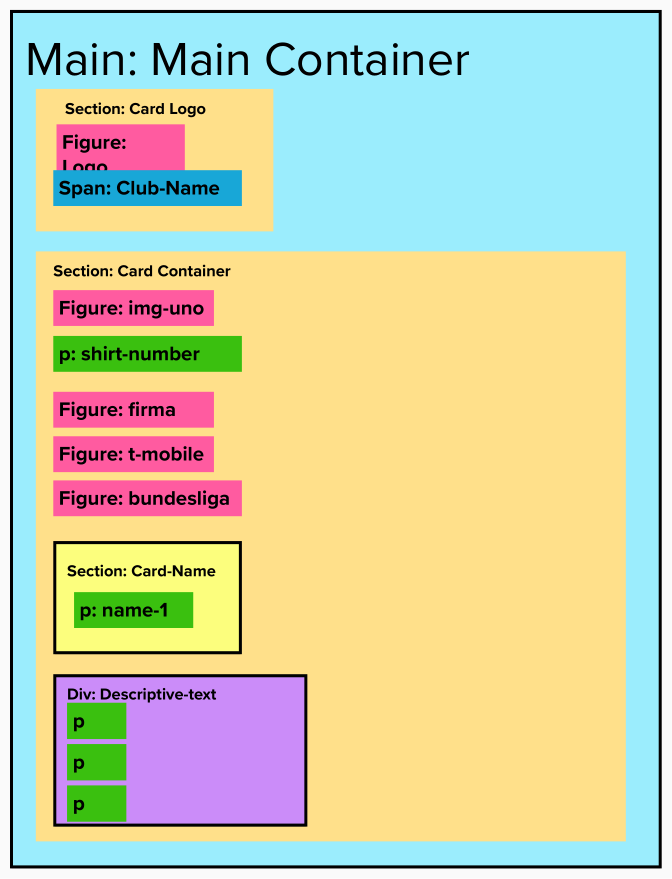 Main: Main Container
Section: Card Logo
Figure:
Logo
Span: Club-Name
Section: Card Container
Figure: img-uno
p: shirt-number
Figure: firma
Figure: t-mobile
Figure: bundesliga
Section: Card-Name
p: name-1
Div: Descriptive-text
p
p
p